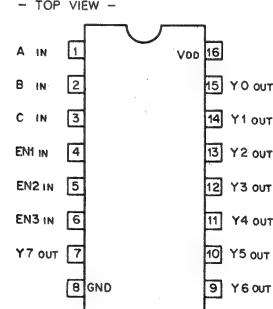 - TOP VIEW -
A IN 1 VDD 16
B IN 2 15 Y0 OUT
C IN 3 14 Y1 OUT
EN1 IN 4 13 Y2 OUT
EN2 IN 5 12 Y3 OUT
EN3 IN 6 11 Y4 OUT
Y7 OUT 7 10 Y5 OUT
8 GND 9 Y6 OUT